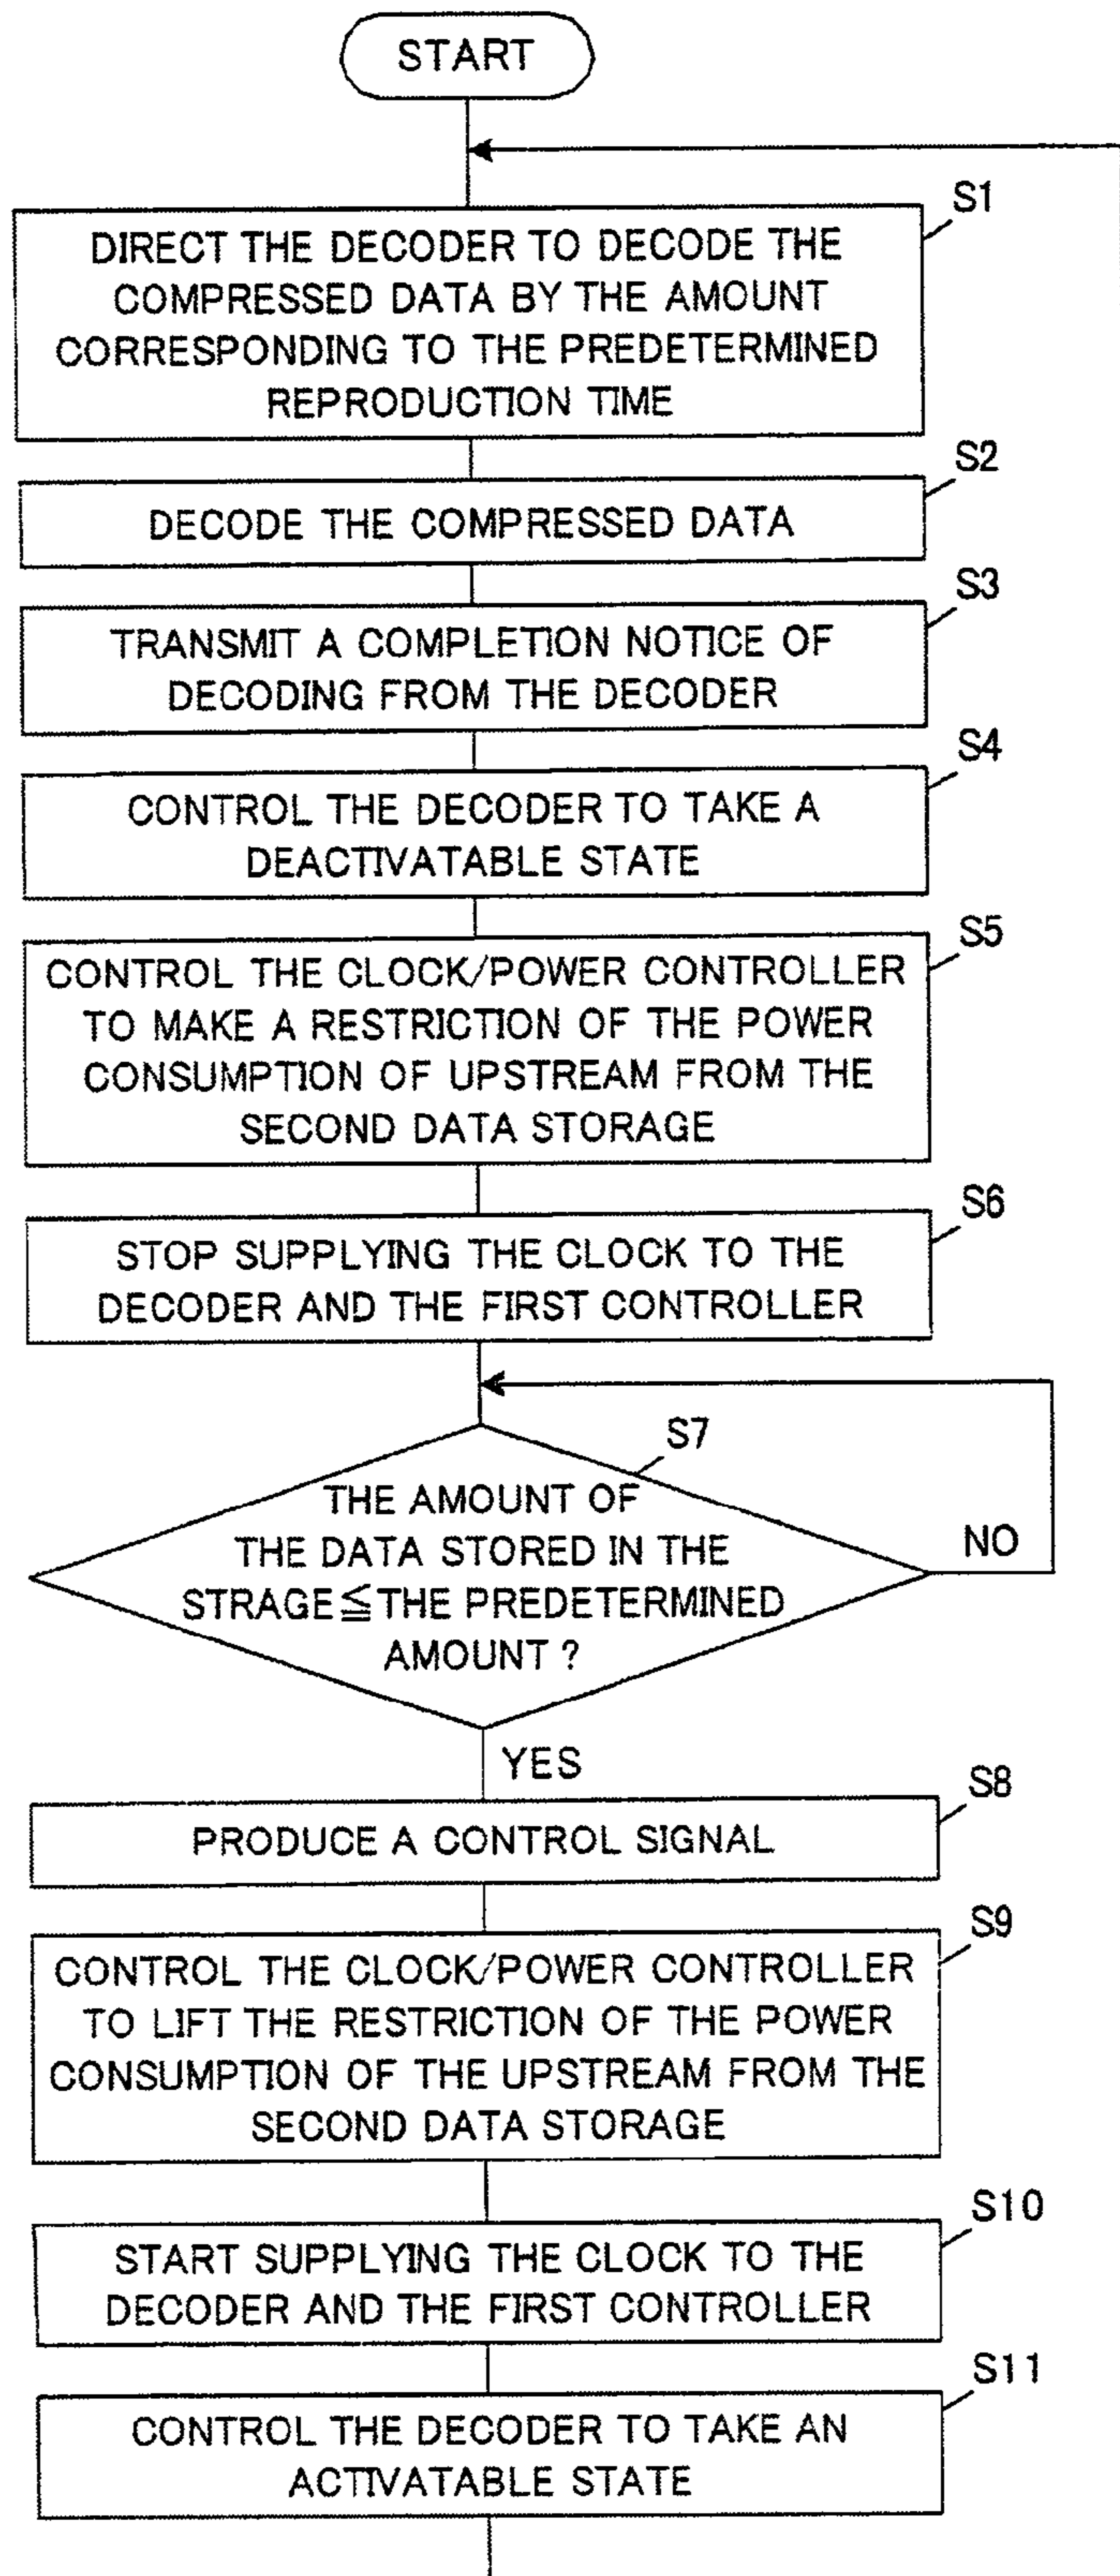 START
S1
DIRECT THE DECODER TO DECODE THE
COMPRESSED DATA BY THE AMOUNT
CORRESPONDING TO THE PREDETERMINED
REPRODUCTION TIME
S2
DECODE THE COMPRESSED DATA
S3
TRANSMIT A COMPLETION NOTICE OF
DECODING FROM THE DECODER
S4
CONTROL THE DECODER TO TAKE A
DEACTIVATABLE STATE
S5
CONTROL THE CLOCK/POWER CONTROLLER
TO MAKE A RESTRICTION OF THE POWER
CONSUMPTION OF UPSTREAM FROM THE
SECOND DATA STORAGE
S6
STOP SUPPLYING THE CLOCK TO THE
DECODER AND THE FIRST CONTROLLER
S7
THE AMOUNT OF
THE DATA STORED IN THE
STRAGE≦THE PREDETERMINED
AMOUNT ?
NO
YES
S8
PRODUCE A CONTROL SIGNAL
S9
CONTROL THE CLOCK/POWER CONTROLLER
TO LIFT THE RESTRICTION OF THE POWER
CONSUMPTION OF THE UPSTREAM FROM THE
SECOND DATA STORAGE
S10
START SUPPLYING THE CLOCK TO THE
DECODER AND THE FIRST CONTROLLER
S11
CONTROL THE DECODER TO TAKE AN
ACTIVATABLE STATE